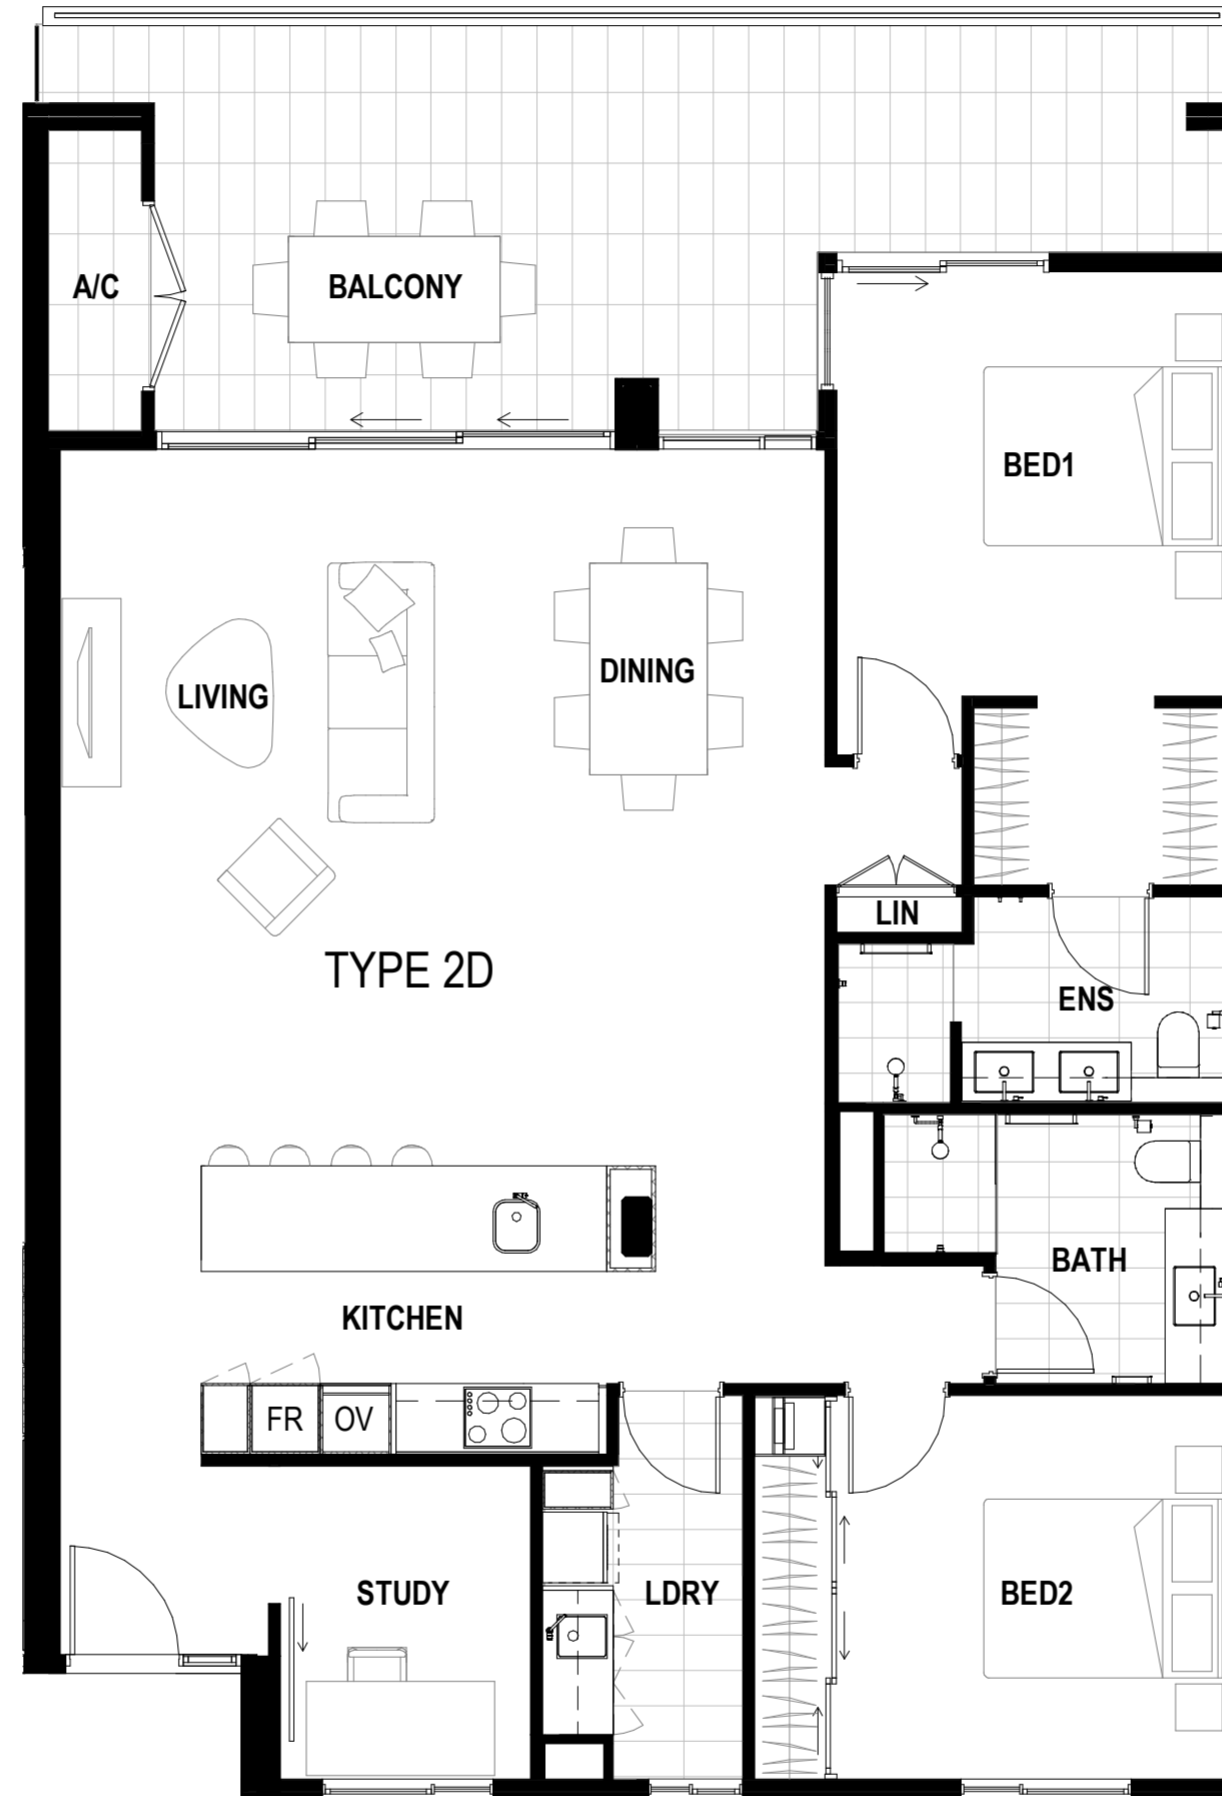 A/C
BALCONY
BED1
DINING
LIVING
LIN
TYPE 2D
ENS
BATH
KITCHEN
FR
OV
STUDY
LDRY
BED2